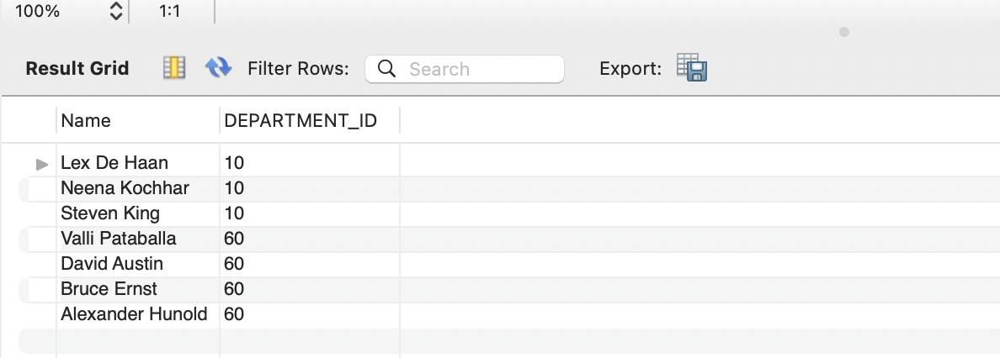 100% 1:1
Result Grid Filter Rows: Search Export:
Name DEPARTMENT_ID
Lex De Haan 10
Neena Kochhar 10
Steven King 10
Valli Pataballa 60
David Austin 60
Bruce Ernst 60
Alexander Hunold 60